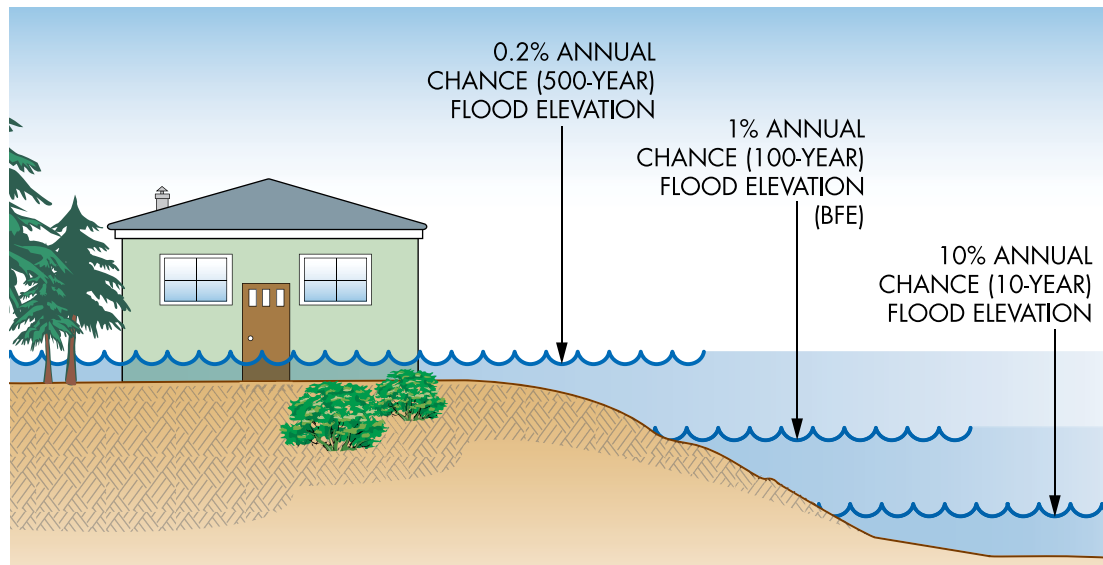 0.2% ANNUAL
CHANCE (500-YEAR)
FLOOD ELEVATION
1% ANNUAL
CHANCE (100-YEAR)
FLOOD ELEVATION
(BFE)
10% ANNUAL
CHANCE (10-YEAR)
FLOOD ELEVATION